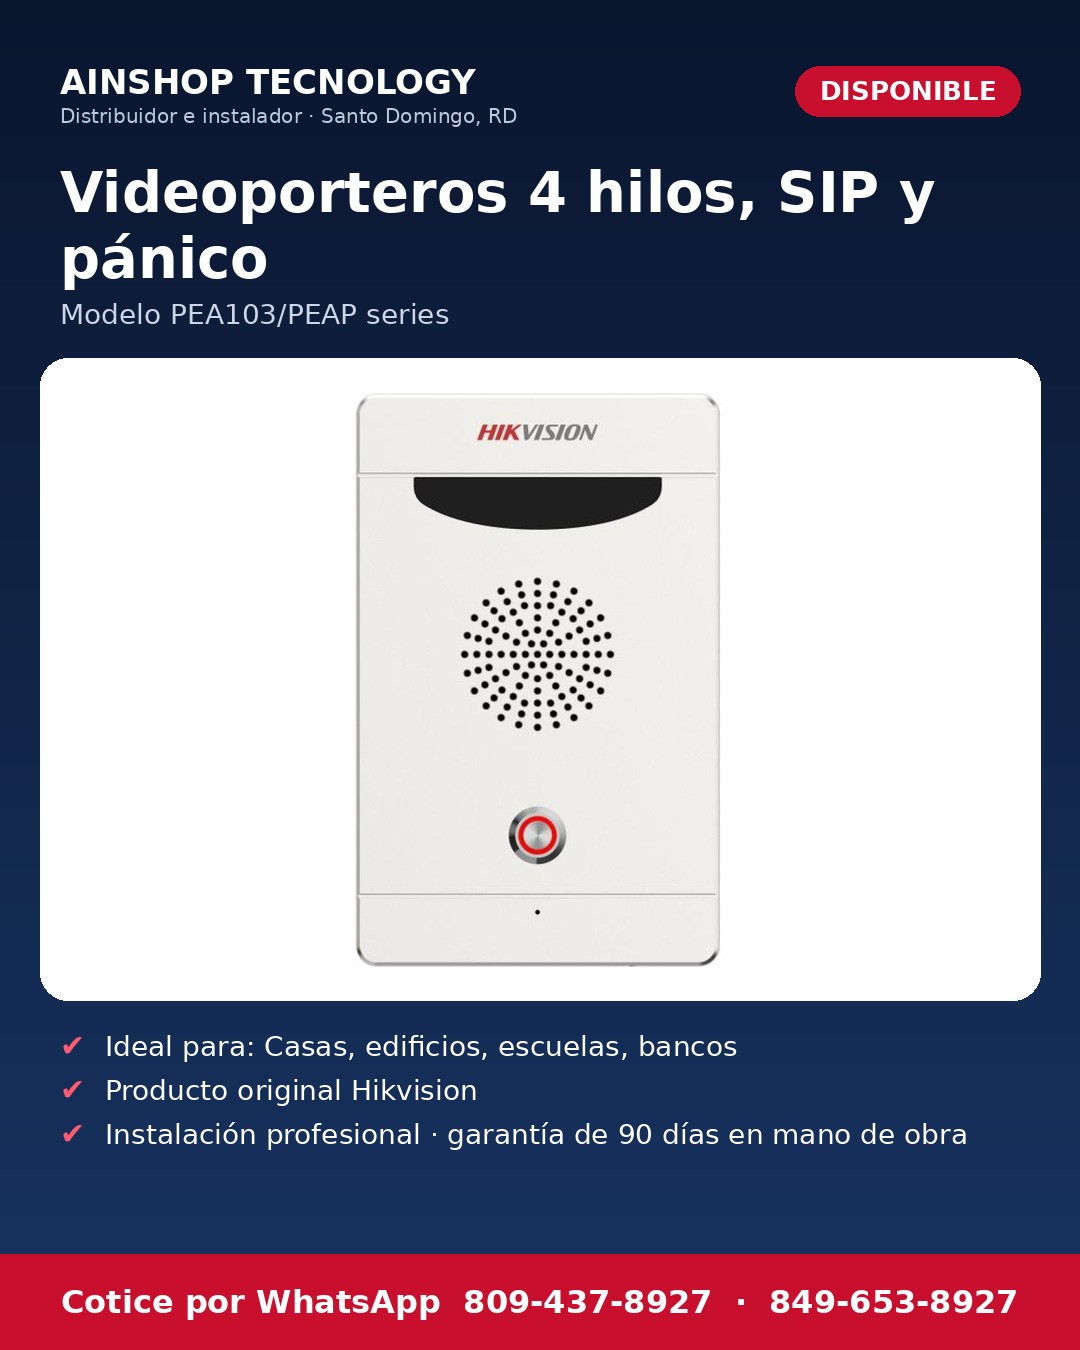 AINSHOP TECNOLOGY
DISPONIBLE
Distribuidor e instalador · Santo Domingo, RD
Videoporteros 4 hilos, SIP y
pánico
Modelo PEA103/PEAP series
HIKVISION
✔ Ideal para: Casas, edificios, escuelas, bancos
✔ Producto original Hikvision
✔ Instalación profesional · garantía de 90 días en mano de obra
Cotice por WhatsApp 809-437-8927 · 849-653-8927